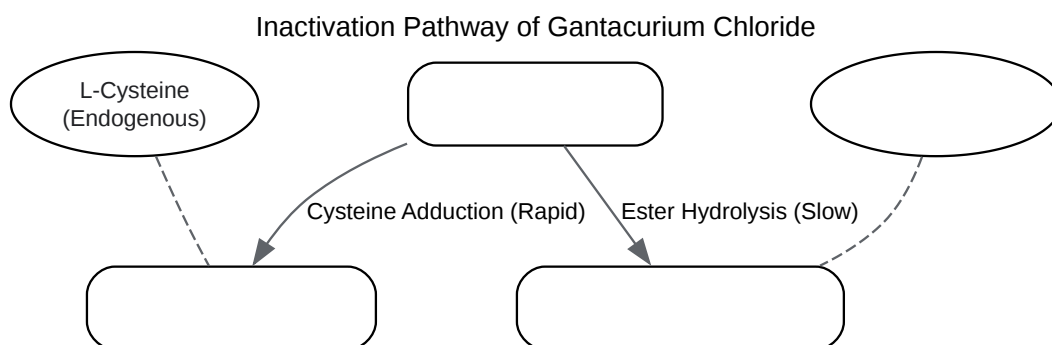 Inactivation Pathway of Gantacurium Chloride
L-Cysteine
(Endogenous)
Cysteine Adduction (Rapid)
Ester Hydrolysis (Slow)